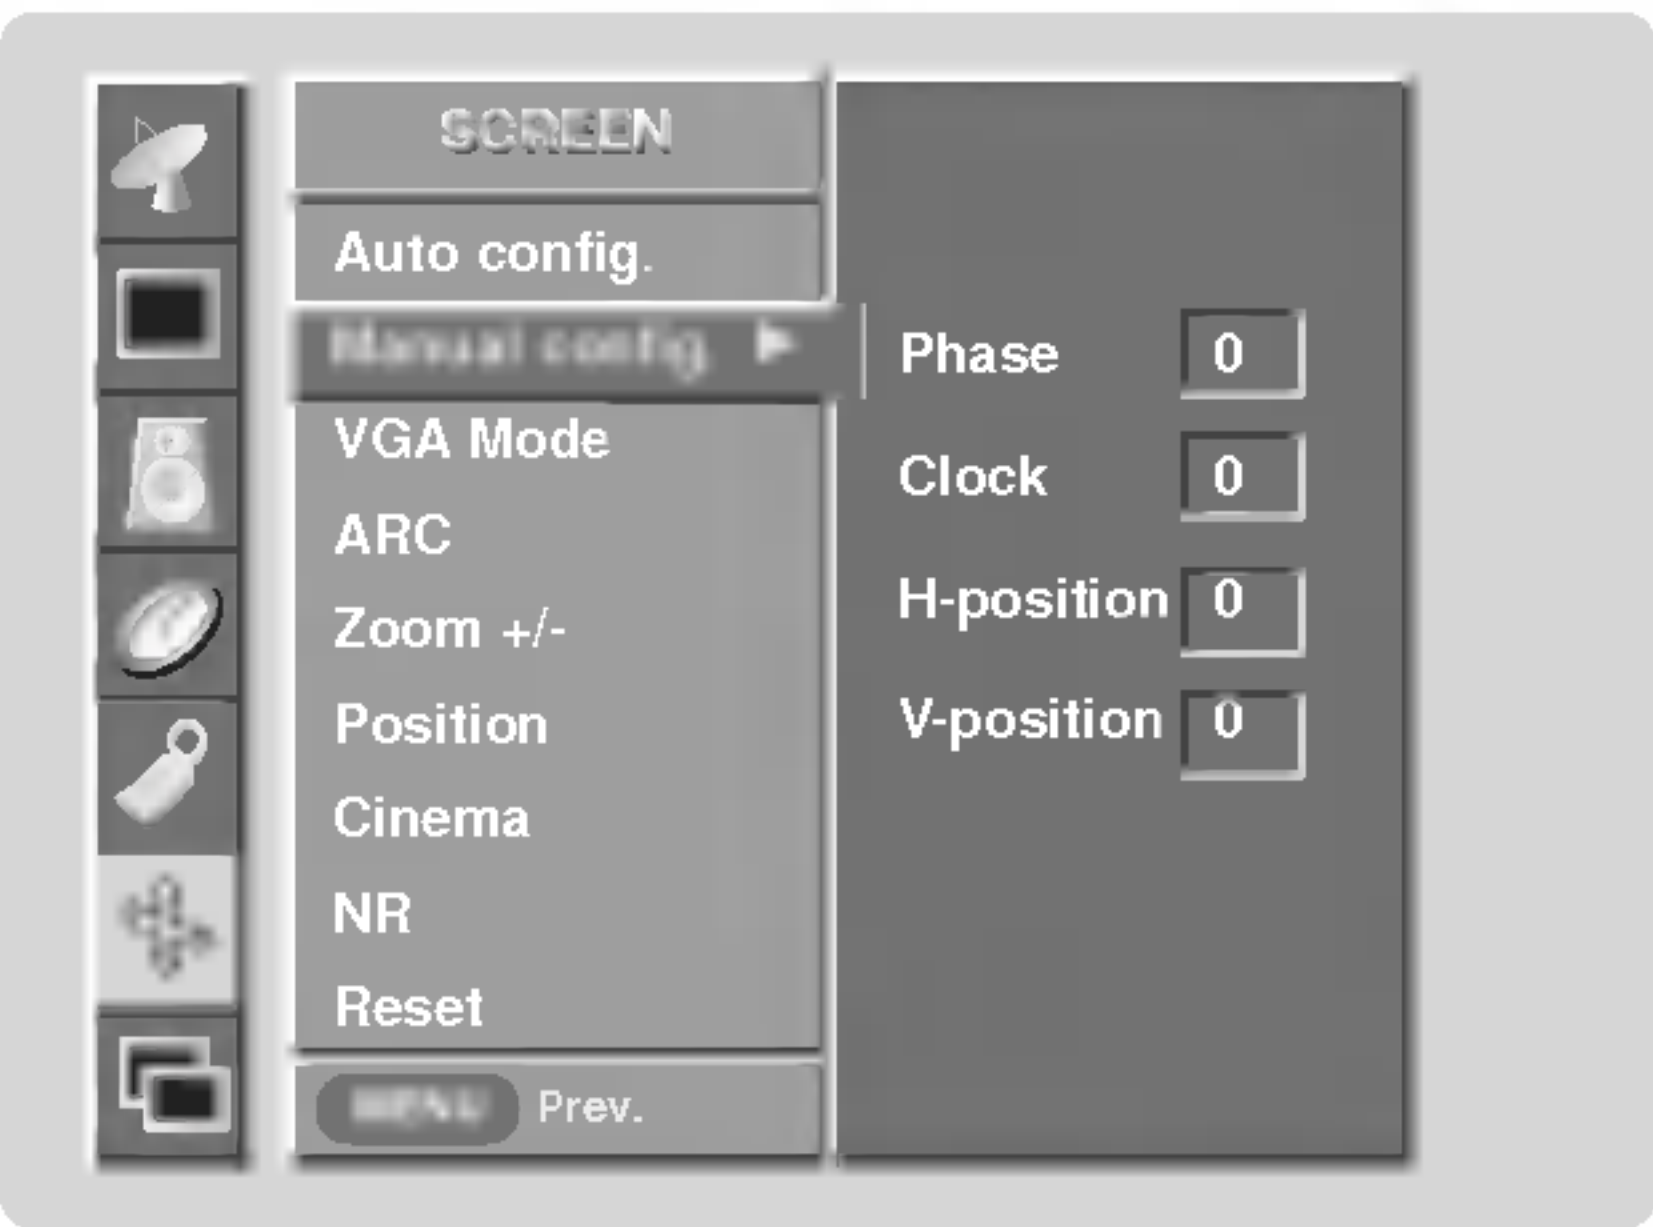 SCREEN
Auto config.
Manual config.
VGA Mode
ARC
Zoom +/-
Position
Cinema
NR
Reset
MENU Prev.
Phase 0
Clock 0
H-position 0
V-position 0